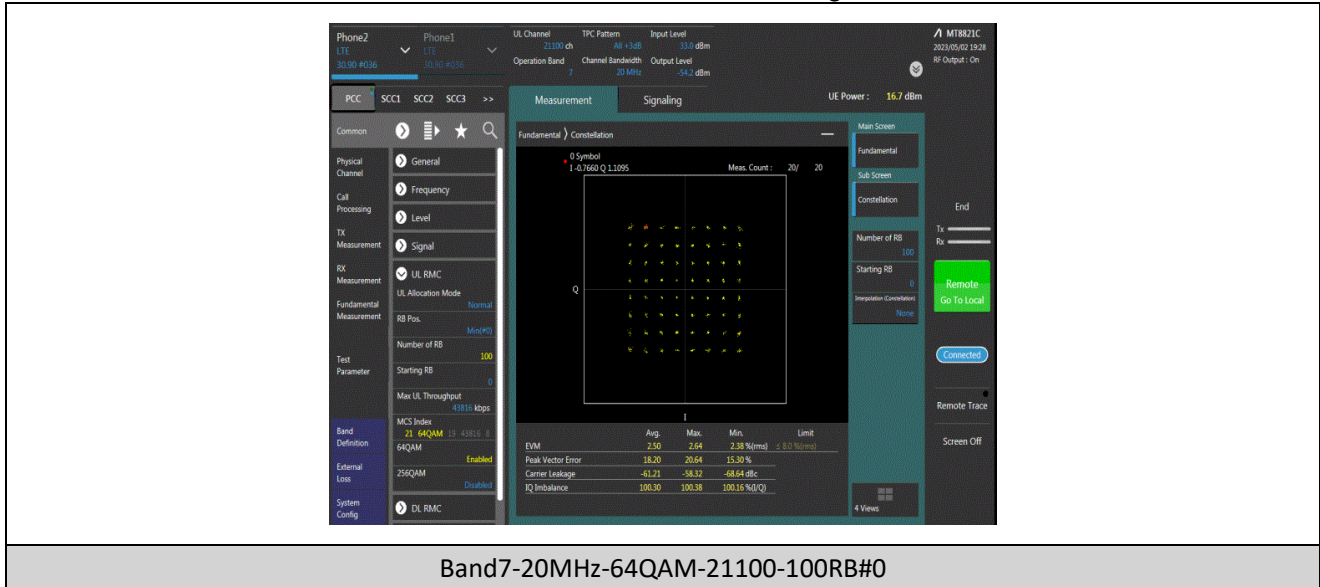 Phone2
LTE
30.90 #036
Phone1
LTE
30.90 #036
UL Channel
21100 ch
TPC Pattern
All +3dB
Input Level
33.0 dBm
Operation Band
7
Channel Bandwidth
20 MHz
Output Level
-54.2 dBm
MT8821C
2023/05/02 19:28
RF Output : On
PCC SCC1 SCC2 SCC3 >>
Measurement
Signaling
UE Power : 16.7 dBm
Common
Physical
Channel
Call
Processing
TX
Measurement
RX
Measurement
Fundamental
Measurement
Test
Parameter
Band
Definition
External
Loss
System
Config
General
Frequency
Level
Signal
UL RMC
UL Allocation Mode
Normal
RB Pos.
Min(#0)
Number of RB
100
Starting RB
0
Max UL Throughput
43816 kbps
MCS Index
21 64QAM 19 43816 8
64QAM
Enabled
256QAM
Disabled
DL RMC
Fundamental 〉 Constellation
0 Symbol
I -0.7660 Q 1.1095
Meas. Count : 20/ 20
Q
I
Avg. Max. Min. Limit
EVM 2.50 2.64 2.38 %(rms) ≤ 8.0 %(rms)
Peak Vector Error 18.20 20.64 15.30 %
Carrier Leakage -61.21 -58.32 -68.64 dBc
IQ Imbalance 100.30 100.38 100.16 %(I/Q)
Main Screen
Fundamental
Sub Screen
Constellation
Number of RB
100
Starting RB
0
Interpolation (Constellation)
None
4 Views
End
Tx
Rx
Remote
Go To Local
Connected
Remote Trace
Screen Off
Band7-20MHz-64QAM-21100-100RB#0